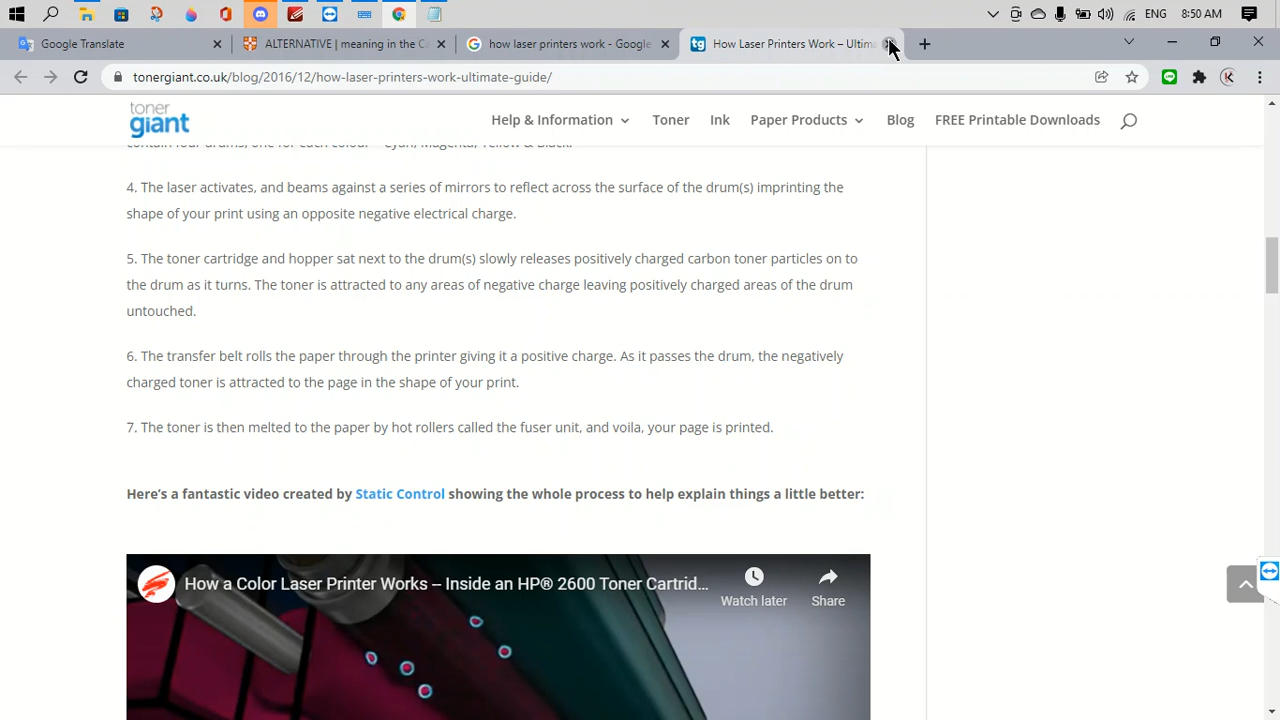 ENG
8:50 AM
Google Translate
ALTERNATIVE | meaning in the Ca
how laser printers work - Google
tg
How Laser Printers Work – Ultim
tonergiant.co.uk/blog/2016/12/how-laser-printers-work-ultimate-guide/
toner
giant
Help & Information
Toner
Ink
Paper Products
Blog
FREE Printable Downloads
contain four drums, one for each colour – Cyan, Magenta, Yellow & Black.
4. The laser activates, and beams against a series of mirrors to reflect across the surface of the drum(s) imprinting the
shape of your print using an opposite negative electrical charge.
5. The toner cartridge and hopper sat next to the drum(s) slowly releases positively charged carbon toner particles on to
the drum as it turns. The toner is attracted to any areas of negative charge leaving positively charged areas of the drum
untouched.
6. The transfer belt rolls the paper through the printer giving it a positive charge. As it passes the drum, the negatively
charged toner is attracted to the page in the shape of your print.
7. The toner is then melted to the paper by hot rollers called the fuser unit, and voila, your page is printed.
Here's a fantastic video created by Static Control showing the whole process to help explain things a little better:
How a Color Laser Printer Works – Inside an HP® 2600 Toner Cartrid...
Watch later
Share